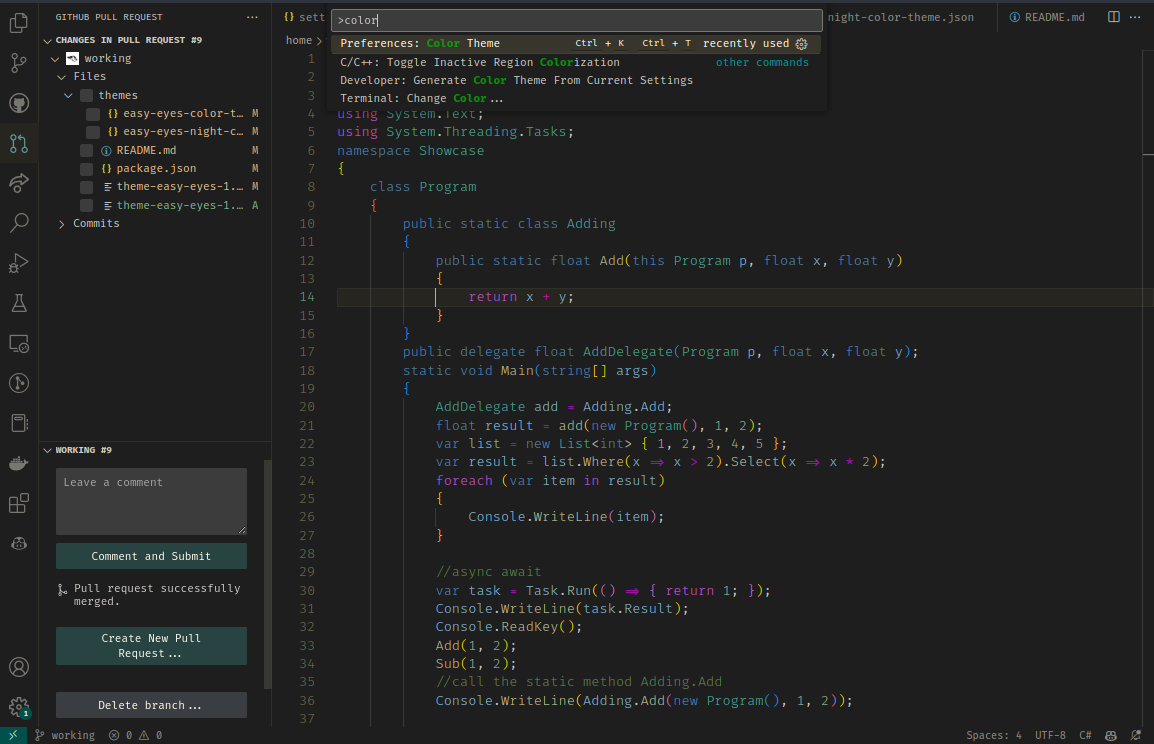 GITHUB PULL REQUEST ...
CHANGES IN PULL REQUEST #9
working
Files
themes
{} easy-eyes-color-t... M
{} easy-eyes-night-c... M
README.md M
{} package.json M
theme-easy-eyes-1.... M
theme-easy-eyes-1.... A
Commits
WORKING #9
Leave a comment
Comment and Submit
Pull request successfully
merged.
Create New Pull
Request...
Delete branch...
{} sett
night-color-theme.json
README.md
...
home >
>color
Preferences: Color Theme Ctrl + K Ctrl + T recently used
C/C++: Toggle Inactive Region Colorization other commands
Developer: Generate Color Theme From Current Settings
Terminal: Change Color...
1
2
3
4 using System.Text;
5 using System.Threading.Tasks;
6 namespace Showcase
7 {
8 class Program
9 {
10 public static class Adding
11 {
12 public static float Add(this Program p, float x, float y)
13 {
14 return x + y;
15 }
16 }
17 public delegate float AddDelegate(Program p, float x, float y);
18 static void Main(string[] args)
19 {
20 AddDelegate add = Adding.Add;
21 float result = add(new Program(), 1, 2);
22 var list = new List<int> { 1, 2, 3, 4, 5 };
23 var result = list.Where(x => x > 2).Select(x => x * 2);
24 foreach (var item in result)
25 {
26 Console.WriteLine(item);
27 }
28
29 //async await
30 var task = Task.Run(() => { return 1; });
31 Console.WriteLine(task.Result);
32 Console.ReadKey();
33 Add(1, 2);
34 Sub(1, 2);
35 //call the static method Adding.Add
36 Console.WriteLine(Adding.Add(new Program(), 1, 2));
37
1
working 0 0 Spaces: 4 UTF-8 C#